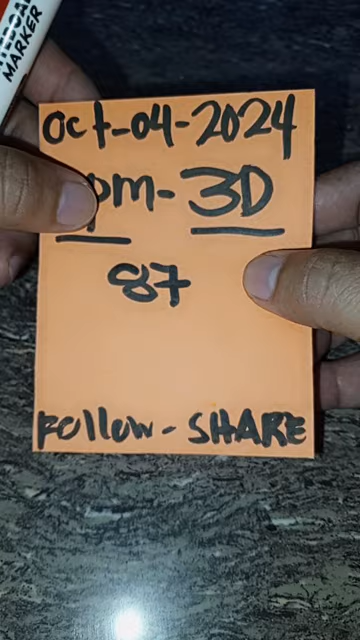 MARKER
Oct-04-2024
pm- 3D
87
Follow - SHARE